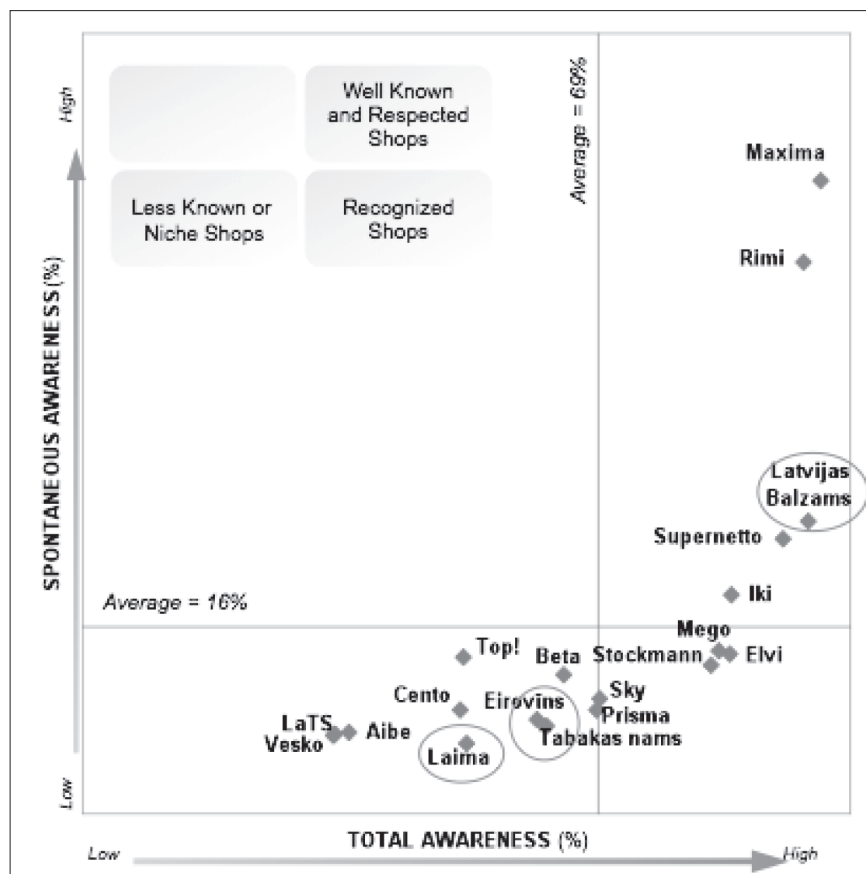 High
Well Known
and Respected
Shops
Less Known or
Niche Shops
Recognized
Shops
Average = 69%
Maxima
Rimi
Latvijas
Balzams
Supernetto
Iki
SPONTANEOUS AWARENESS (%)
Average = 16%
Mego
Top!
Beta
Stockmann
Elvi
Cento
Eirovins
Sky
Prisma
LaTS
Vesko
Aibe
Laima
Tabakas nams
Low
TOTAL AWARENESS (%)
Low
High